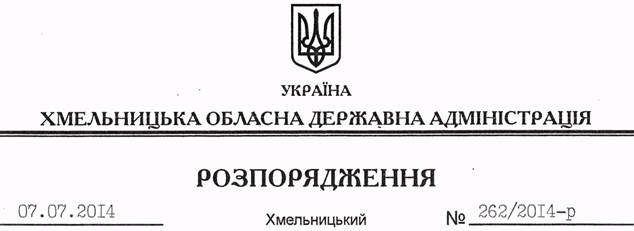 УКРАЇНА
ХМЕЛЬНИЦЬКА ОБЛАСНА ДЕРЖАВНА АДМІНІСТРАЦІЯ
РОЗПОРЯДЖЕННЯ
07.07.2014 Хмельницький № 262/2014-р